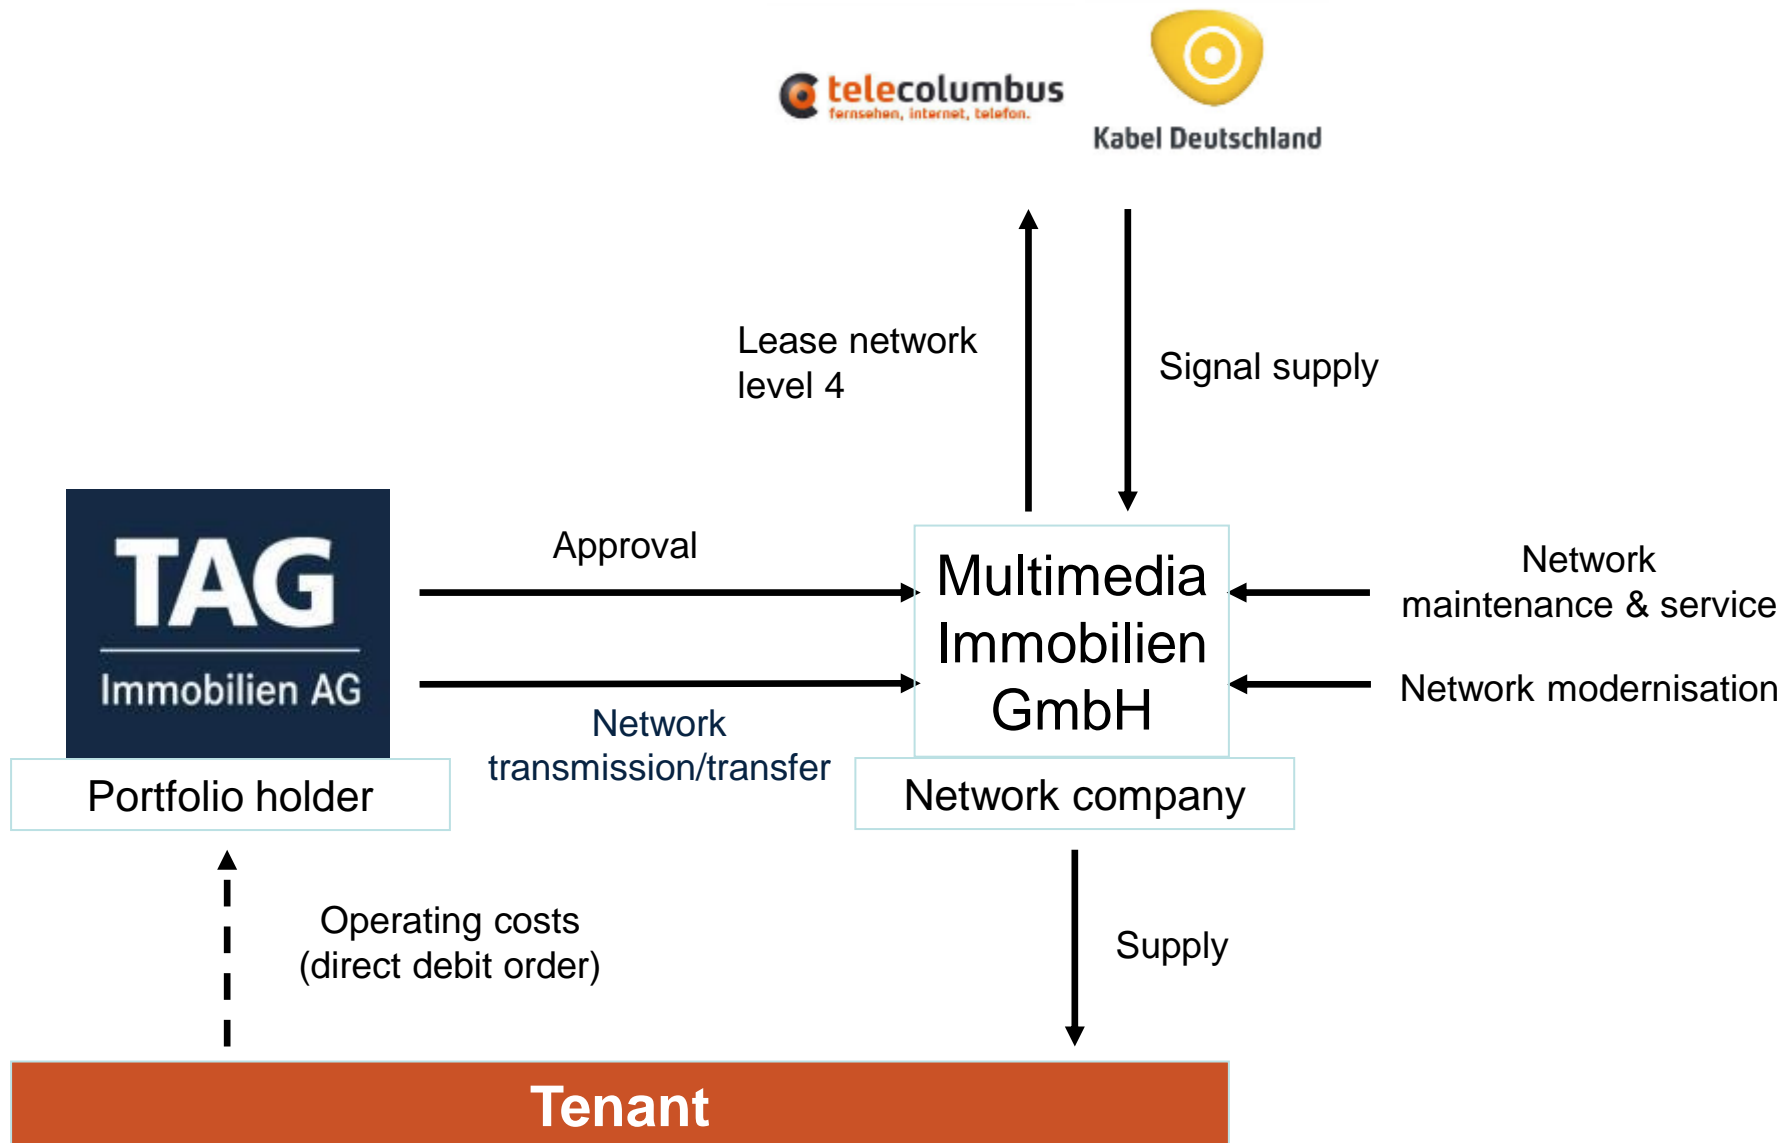 telecolumbus
fernsehen, internet, telefon.
Kabel Deutschland
Lease network
level 4
Signal supply
TAG
Immobilien AG
Portfolio holder
Approval
Network
transmission/transfer
Multimedia
Immobilien
GmbH
Network company
Network
maintenance & service
Network modernisation
Operating costs
(direct debit order)
Supply
Tenant